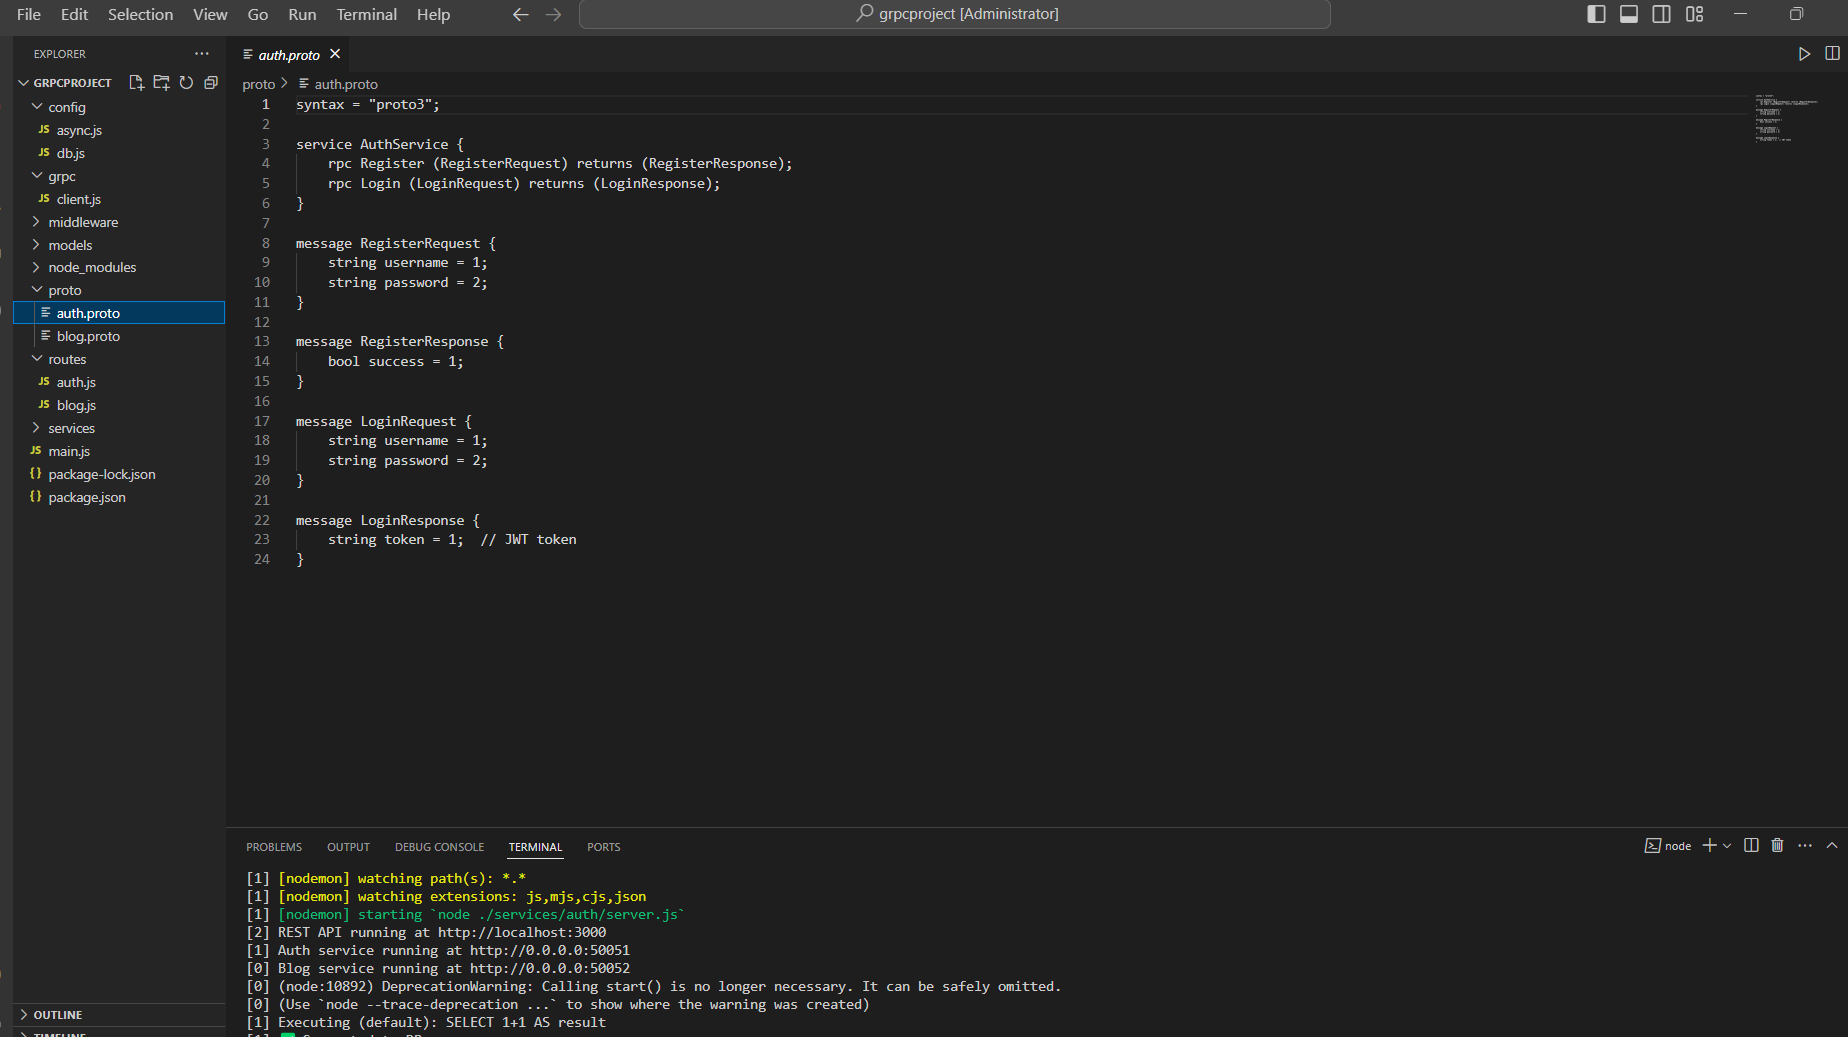 File Edit Selection View Go Run Terminal Help
grpcproject [Administrator]
EXPLORER
GRPCPROJECT
config
JS async.js
JS db.js
grpc
JS client.js
middleware
models
node_modules
proto
auth.proto
blog.proto
routes
JS auth.js
JS blog.js
services
JS main.js
{} package-lock.json
{} package.json
OUTLINE
TIMELINE
auth.proto
proto > auth.proto
1 syntax = "proto3";
2
3 service AuthService {
4     rpc Register (RegisterRequest) returns (RegisterResponse);
5     rpc Login (LoginRequest) returns (LoginResponse);
6 }
7
8 message RegisterRequest {
9     string username = 1;
10     string password = 2;
11 }
12
13 message RegisterResponse {
14     bool success = 1;
15 }
16
17 message LoginRequest {
18     string username = 1;
19     string password = 2;
20 }
21
22 message LoginResponse {
23     string token = 1;  // JWT token
24 }
PROBLEMS OUTPUT DEBUG CONSOLE TERMINAL PORTS
node
[1] [nodemon] watching path(s): *.*
[1] [nodemon] watching extensions: js,mjs,cjs,json
[1] [nodemon] starting `node ./services/auth/server.js`
[2] REST API running at http://localhost:3000
[1] Auth service running at http://0.0.0.0:50051
[0] Blog service running at http://0.0.0.0:50052
[0] (node:10892) DeprecationWarning: Calling start() is no longer necessary. It can be safely omitted.
[0] (Use `node --trace-deprecation ...` to show where the warning was created)
[1] Executing (default): SELECT 1+1 AS result